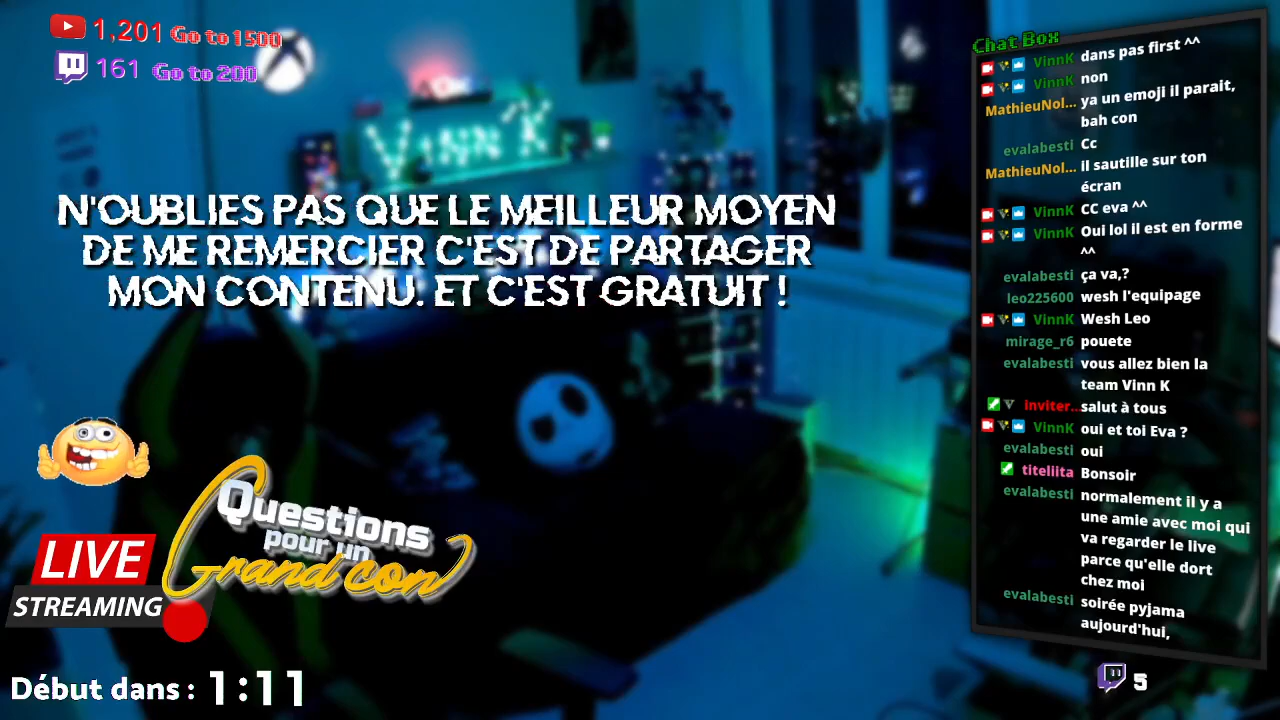 1,201 Go to 1500
161 Go to 200
VINN'K
N'OUBLIES PAS QUE LE MEILLEUR MOYEN
DE ME REMERCIER C'EST DE PARTAGER
MON CONTENU. ET C'EST GRATUIT !
Questions
pour un
Grand con
LIVE
STREAMING
Début dans : 1:11
Chat Box
VinnK dans pas first ^^
VinnK non
MathieuNol... ya un emoji il parait,
bah con
evalabesti Cc
MathieuNol... il sautille sur ton
écran
VinnK CC eva ^^
VinnK Oui lol il est en forme
^^
evalabesti ça va,?
leo225600 wesh l'equipage
VinnK Wesh Leo
mirage_r6 pouete
evalabesti vous allez bien la
team Vinn K
inviter... salut à tous
VinnK oui et toi Eva ?
evalabesti oui
titeliita Bonsoir
evalabesti normalement il y a
une amie avec moi qui
va regarder le live
parce qu'elle dort
chez moi
evalabesti soirée pyjama
aujourd'hui,
5